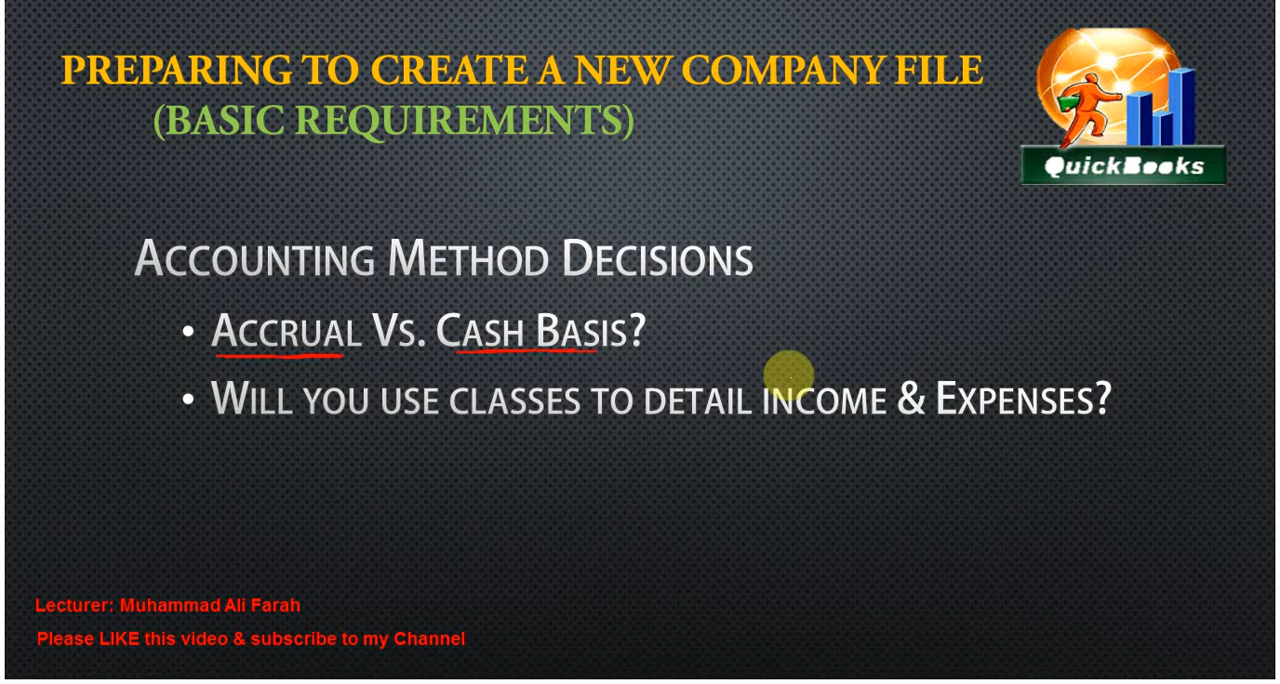 PREPARING TO CREATE A NEW COMPANY FILE
(BASIC REQUIREMENTS)
QuickBooks
ACCOUNTING METHOD DECISIONS
• ACCRUAL VS. CASH BASIS?
• WILL YOU USE CLASSES TO DETAIL INCOME & EXPENSES?
Lecturer: Muhammad Ali Farah
Please LIKE this video & subscribe to my Channel